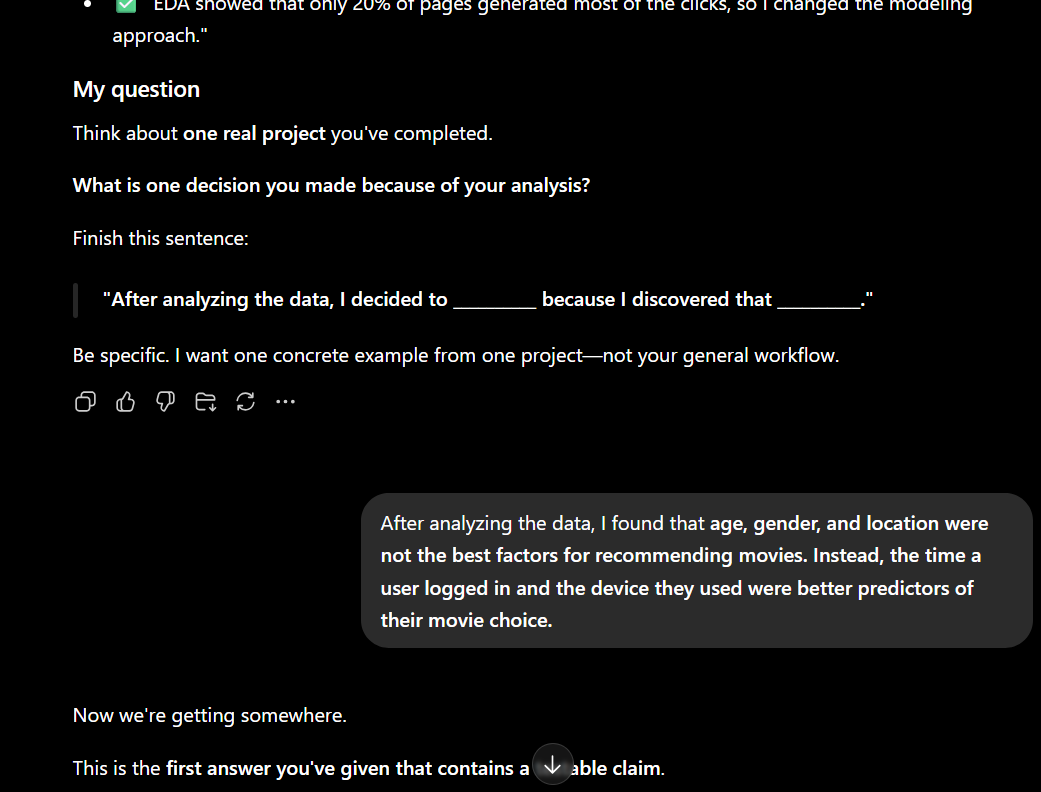 EDA showed that only 20% of pages generated most of the clicks, so I changed the modeling
approach."
My question
Think about one real project you've completed.
What is one decision you made because of your analysis?
Finish this sentence:
"After analyzing the data, I decided to _________ because I discovered that _________."
Be specific. I want one concrete example from one project—not your general workflow.
After analyzing the data, I found that age, gender, and location were
not the best factors for recommending movies. Instead, the time a
user logged in and the device they used were better predictors of
their movie choice.
Now we're getting somewhere.
This is the first answer you've given that contains a able claim.